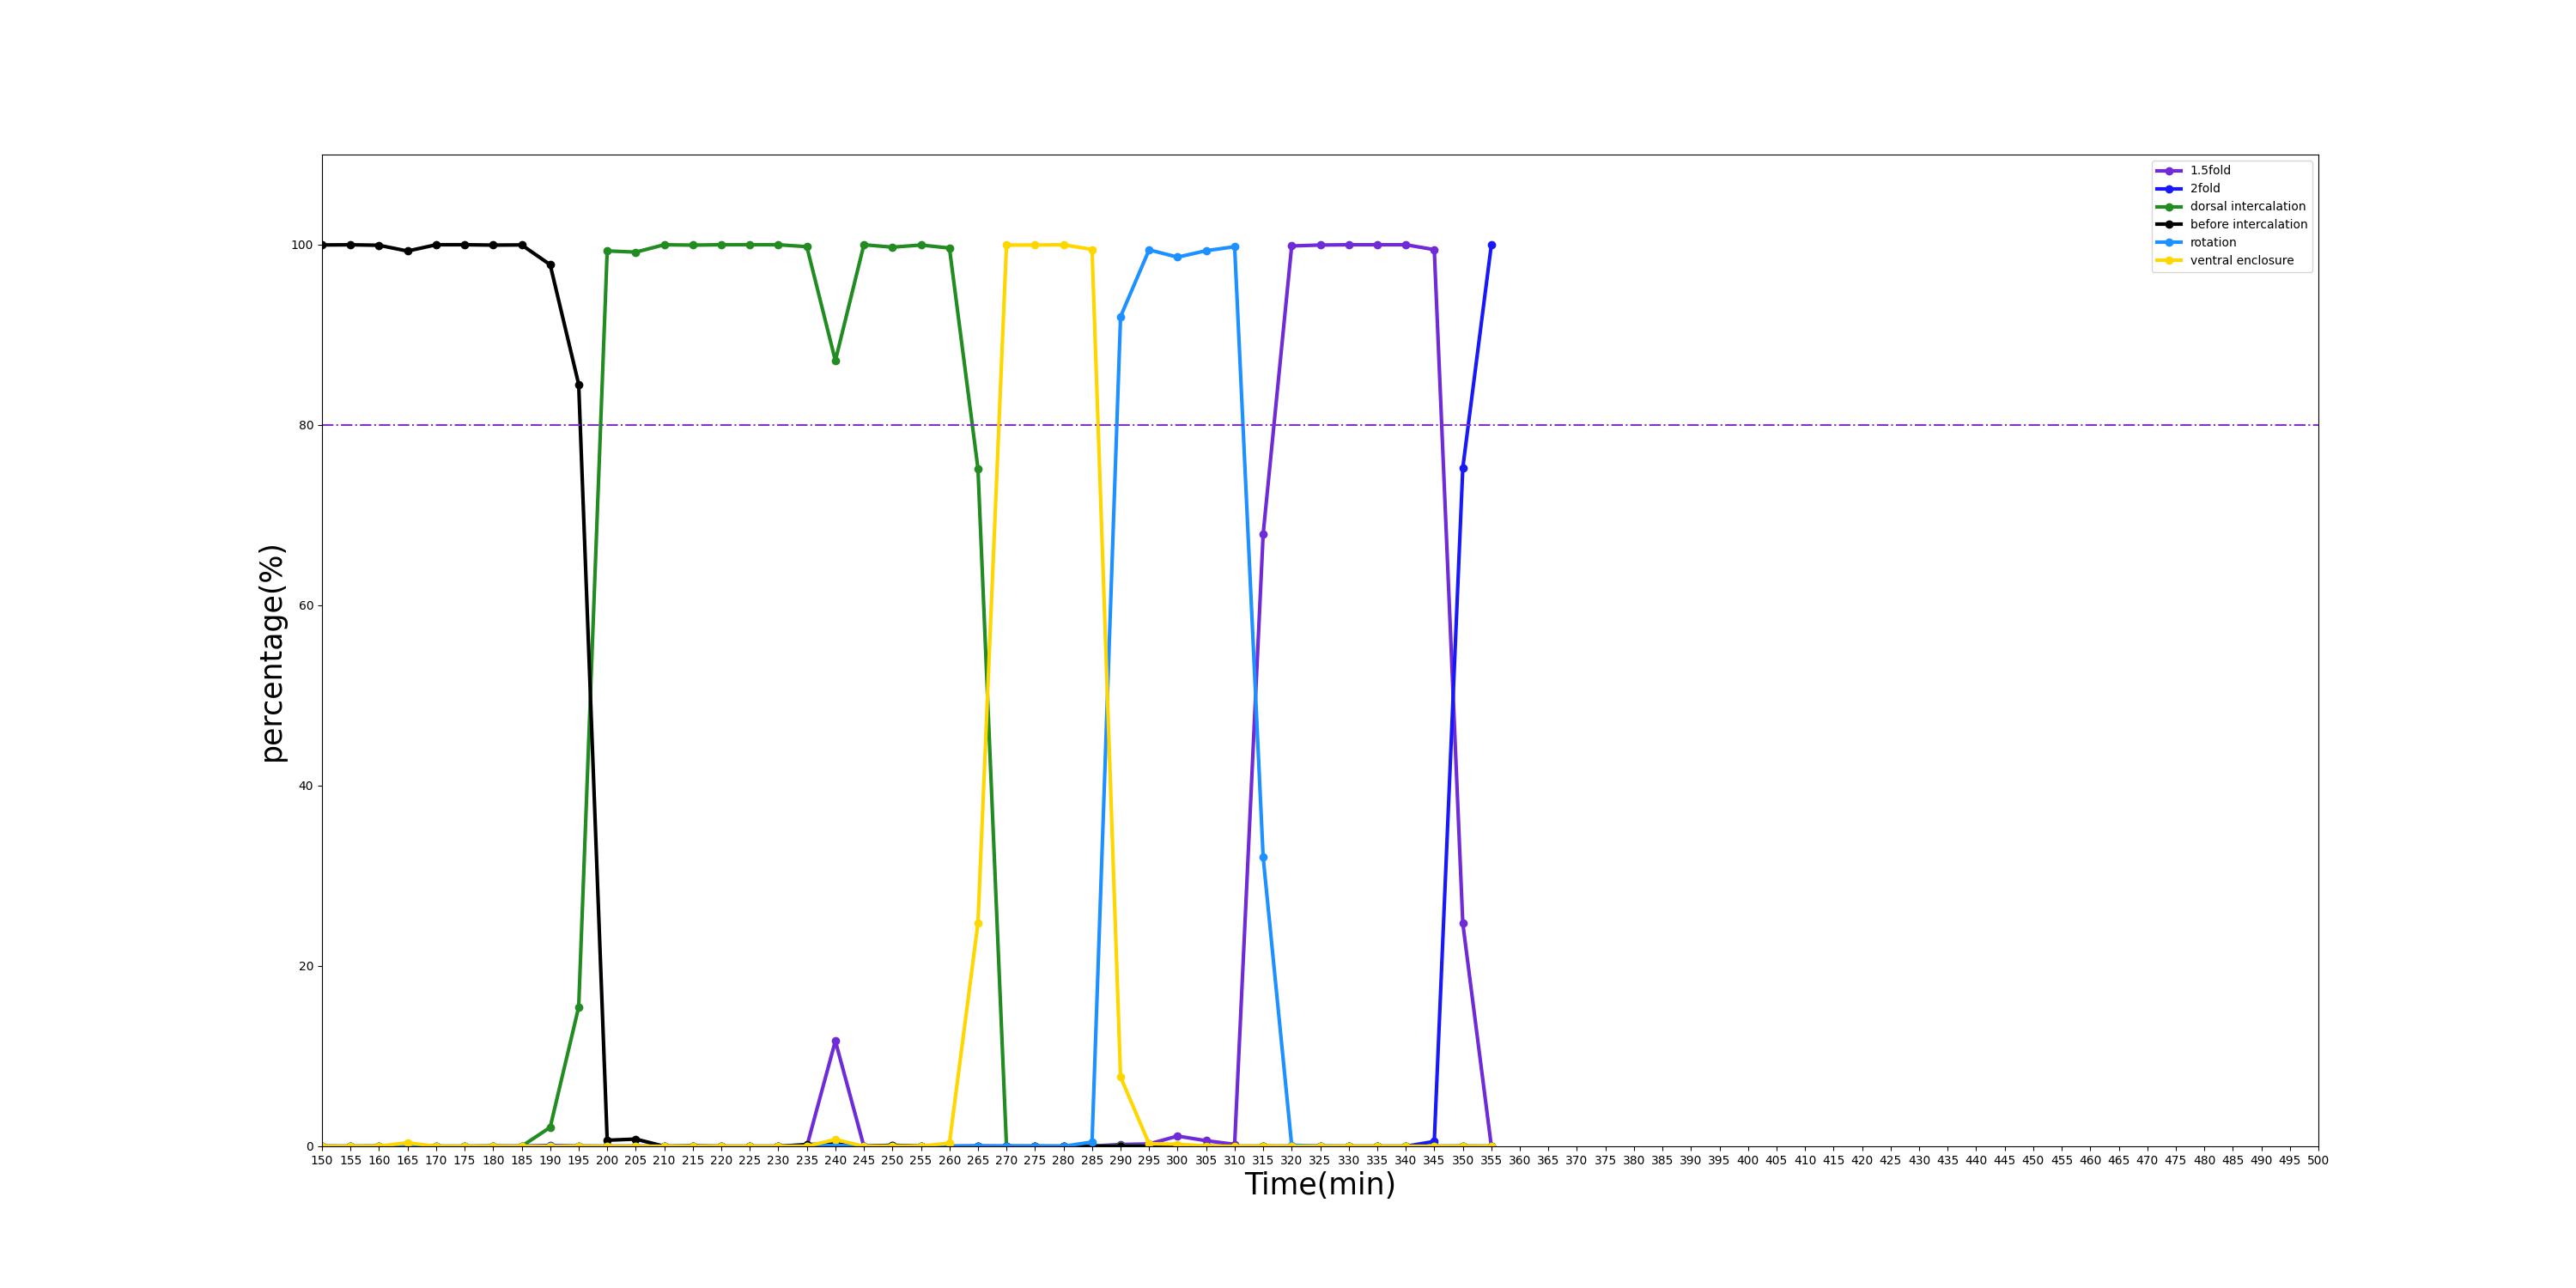 1.5fold
2fold
dorsal intercalation
before intercalation
rotation
ventral enclosure
100
80
60
40
20
0
percentage(%)
150 155 160 165 170 175 180 185 190 195 200 205 210 215 220 225 230 235 240 245 250 255 260 265 270 275 280 285 290 295 300 305 310 315 320 325 330 335 340 345 350 355 360 365 370 375 380 385 390 395 400 405 410 415 420 425 430 435 440 445 450 455 460 465 470 475 480 485 490 495 500
Time(min)